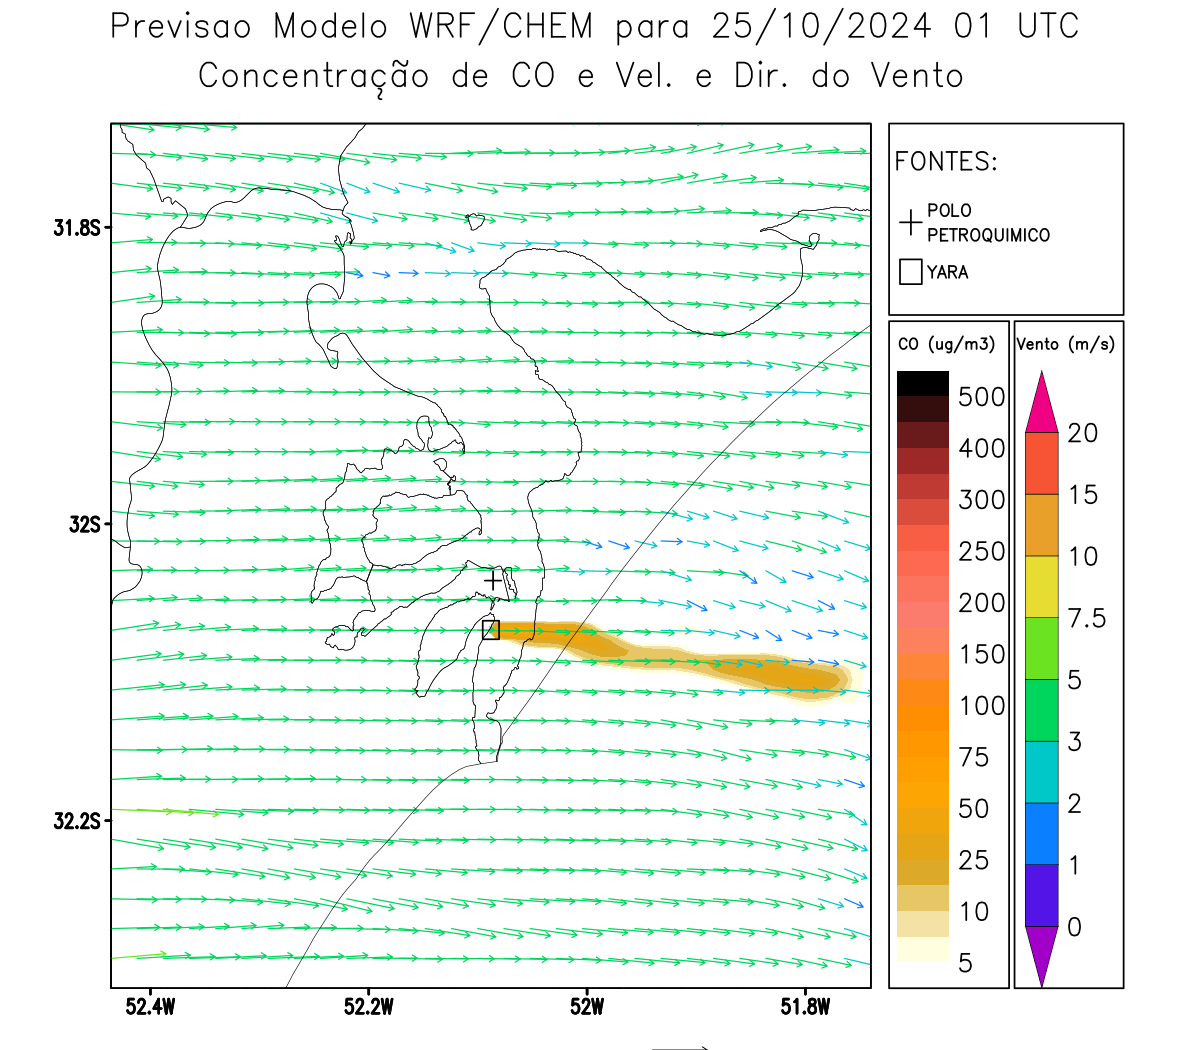 Previsao Modelo WRF/CHEM para 25/10/2024 01 UTC
Concentração de CO e Vel. e Dir. do Vento
FONTES:
POLO
PETROQUIMICO
YARA
CO (ug/m3)
500
400
300
250
200
150
100
75
50
25
10
5
Vento (m/s)
20
15
10
7.5
5
3
2
1
0
31.8S
32S
32.2S
52.4W
52.2W
52W
51.8W